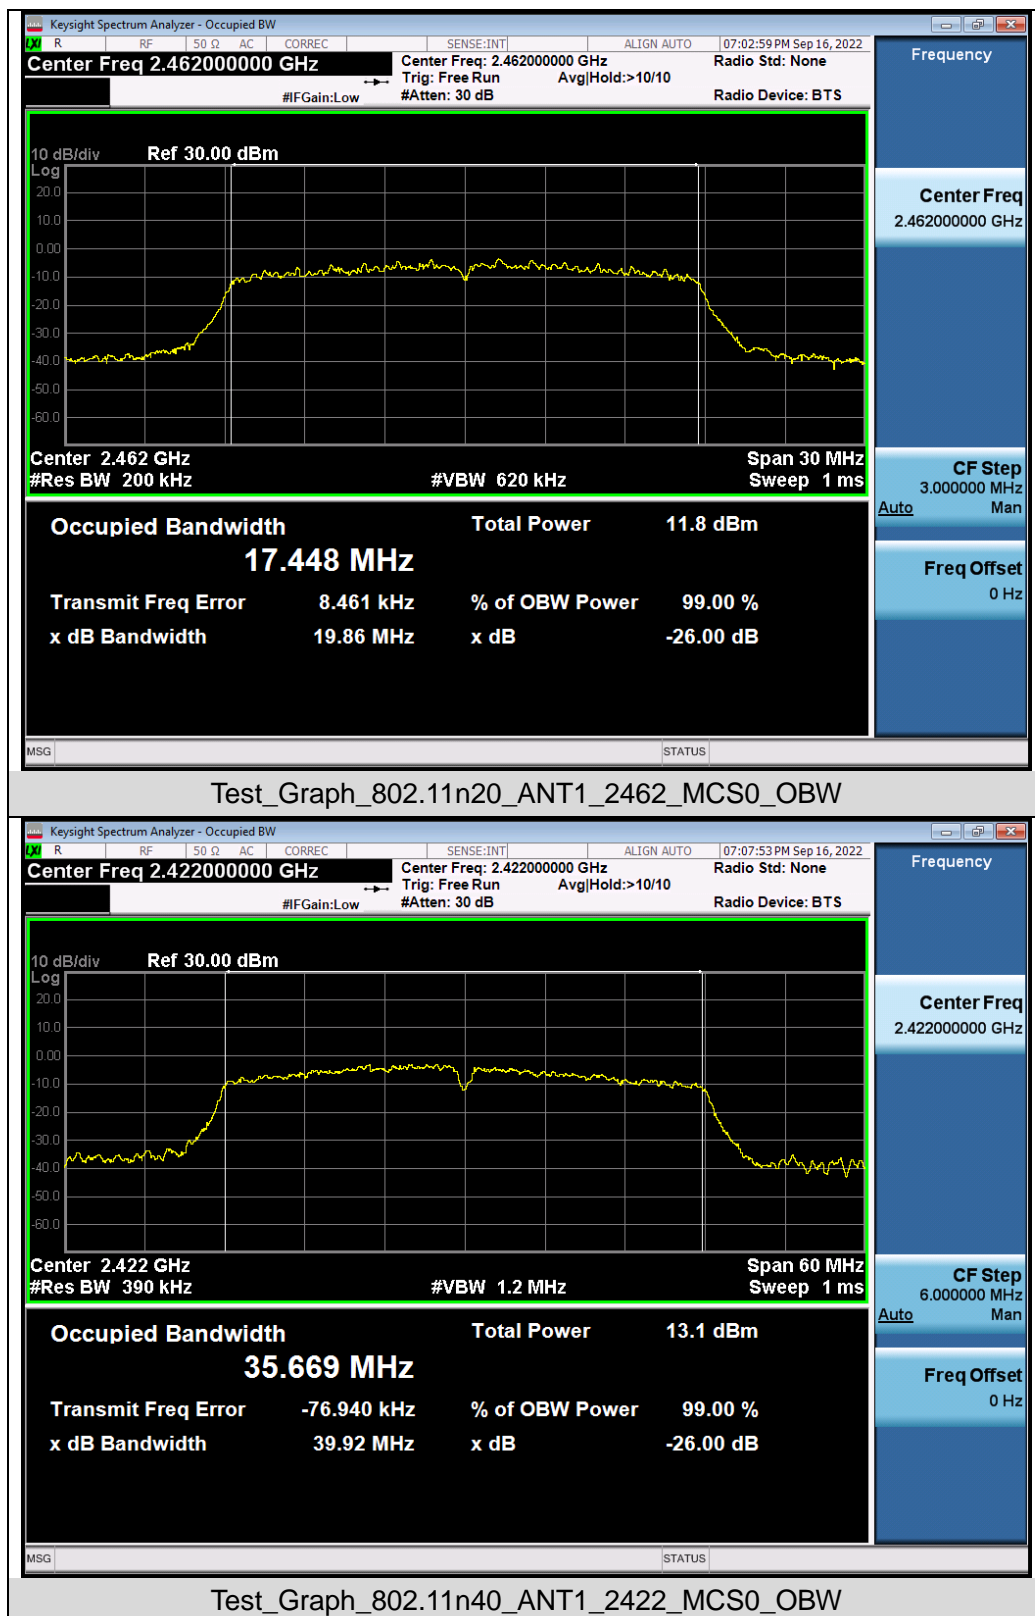 Keysight Spectrum Analyzer - Occupied BW
LXI R RF 50 Ω AC CORREC SENSE:INT ALIGN AUTO 07:02:59 PM Sep 16, 2022
Center Freq 2.462000000 GHz
Center Freq: 2.462000000 GHz
Radio Std: None
Trig: Free Run Avg|Hold:>10/10
#IFGain:Low
#Atten: 30 dB
Radio Device: BTS
Frequency
10 dB/div Ref 30.00 dBm
Log
20.0
10.0
0.00
-10.0
-20.0
-30.0
-40.0
-50.0
-60.0
Center 2.462 GHz Span 30 MHz
#Res BW 200 kHz #VBW 620 kHz Sweep 1 ms
Center Freq
2.462000000 GHz
CF Step
3.000000 MHz
Auto Man
Freq Offset
0 Hz
Occupied Bandwidth Total Power 11.8 dBm
17.448 MHz
Transmit Freq Error 8.461 kHz % of OBW Power 99.00 %
x dB Bandwidth 19.86 MHz x dB -26.00 dB
MSG STATUS
Test_Graph_802.11n20_ANT1_2462_MCS0_OBW
Keysight Spectrum Analyzer - Occupied BW
LXI R RF 50 Ω AC CORREC SENSE:INT ALIGN AUTO 07:07:53 PM Sep 16, 2022
Center Freq 2.422000000 GHz
Center Freq: 2.422000000 GHz
Radio Std: None
Trig: Free Run Avg|Hold:>10/10
#IFGain:Low
#Atten: 30 dB
Radio Device: BTS
Frequency
10 dB/div Ref 30.00 dBm
Log
20.0
10.0
0.00
-10.0
-20.0
-30.0
-40.0
-50.0
-60.0
Center 2.422 GHz Span 60 MHz
#Res BW 390 kHz #VBW 1.2 MHz Sweep 1 ms
Center Freq
2.422000000 GHz
CF Step
6.000000 MHz
Auto Man
Freq Offset
0 Hz
Occupied Bandwidth Total Power 13.1 dBm
35.669 MHz
Transmit Freq Error -76.940 kHz % of OBW Power 99.00 %
x dB Bandwidth 39.92 MHz x dB -26.00 dB
MSG STATUS
Test_Graph_802.11n40_ANT1_2422_MCS0_OBW